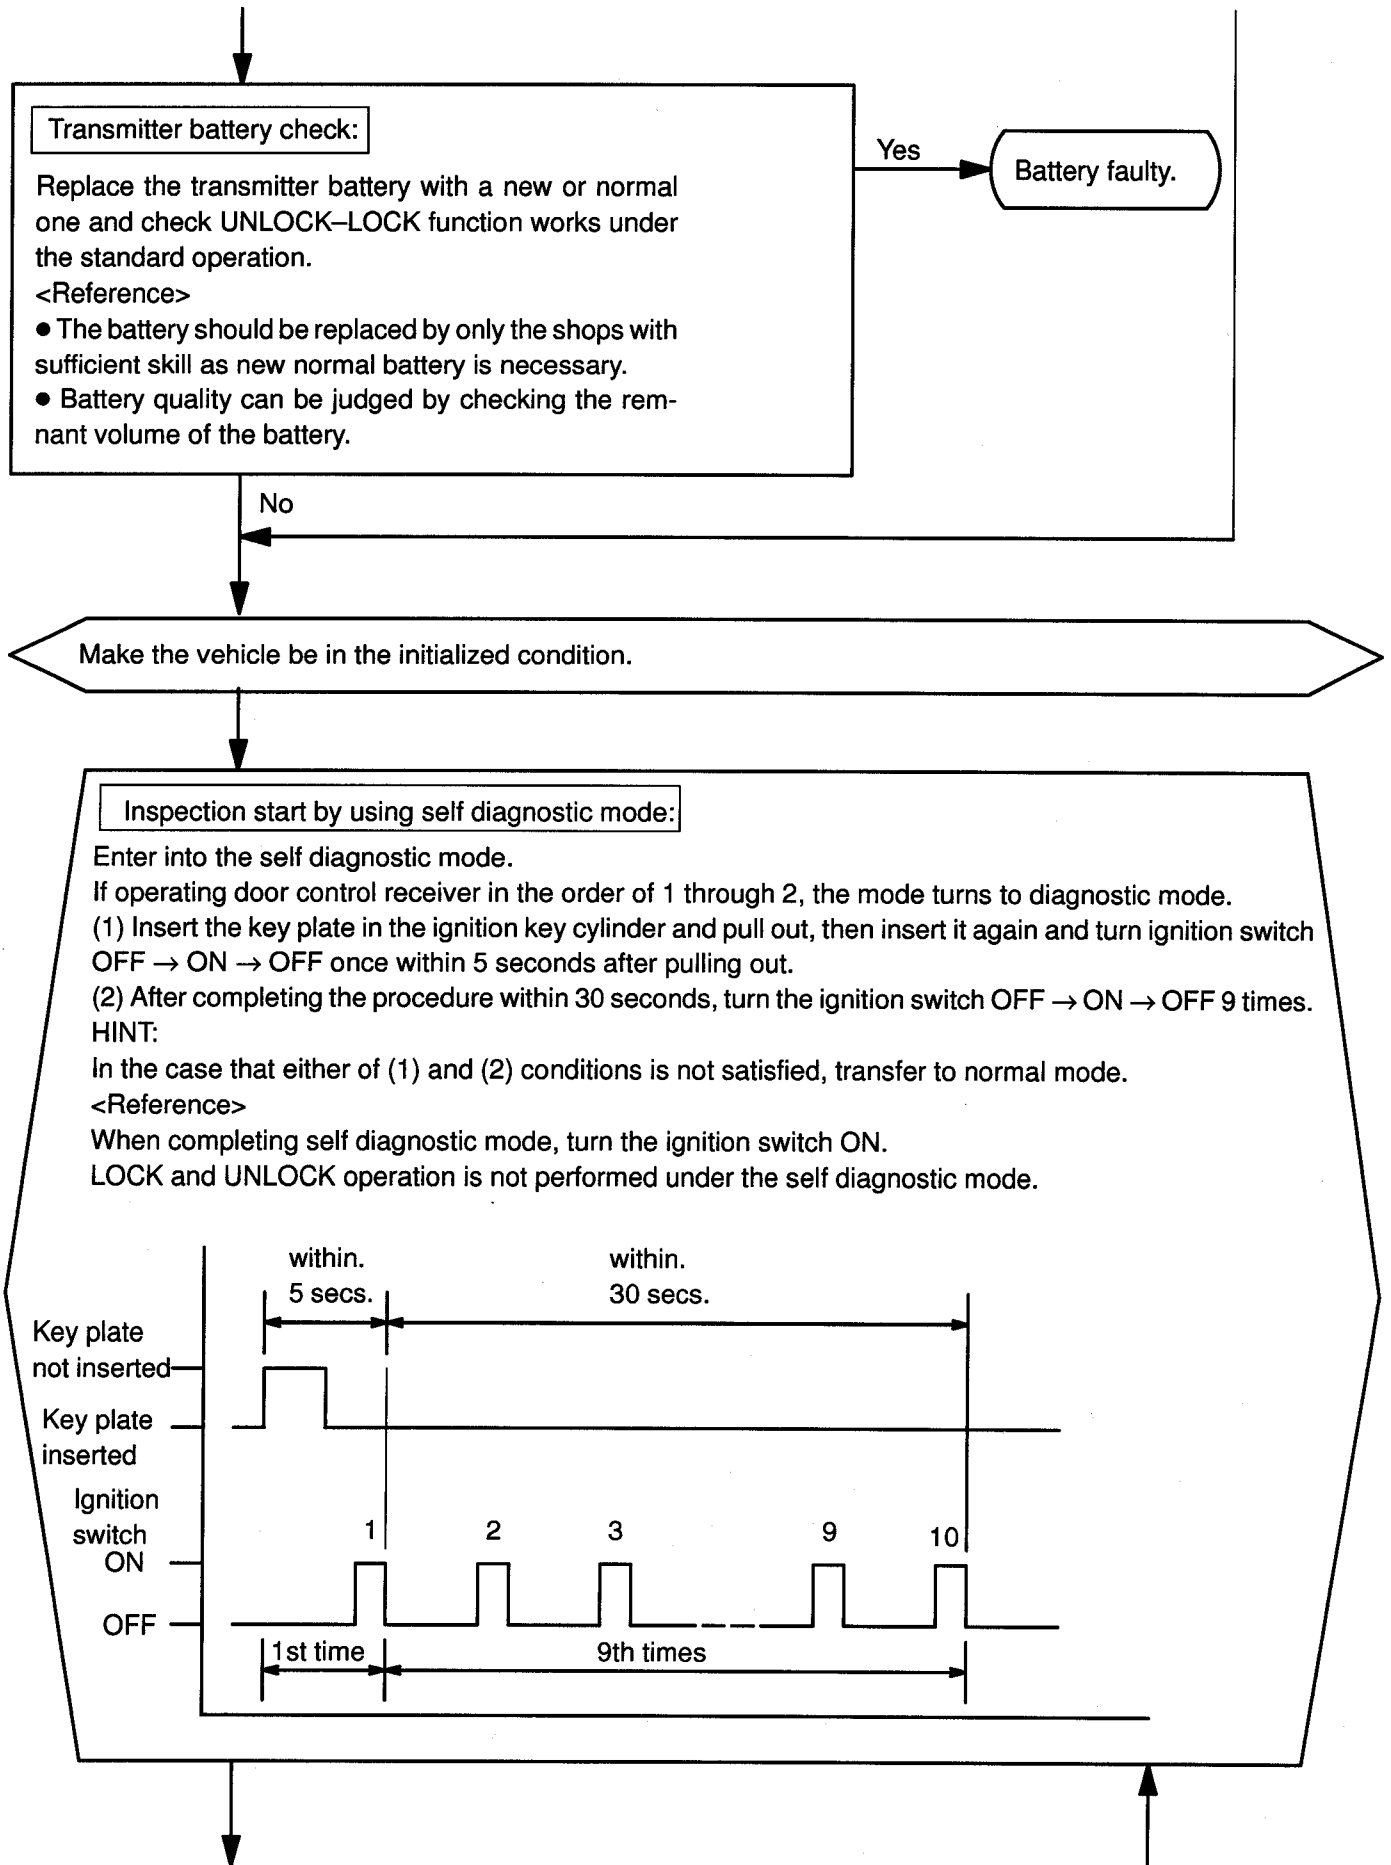 Transmitter battery check:
Replace the transmitter battery with a new or normal
one and check UNLOCK–LOCK function works under
the standard operation.
<Reference>
● The battery should be replaced by only the shops with
sufficient skill as new normal battery is necessary.
● Battery quality can be judged by checking the rem-
nant volume of the battery.
Yes
Battery faulty.
No
Make the vehicle be in the initialized condition.
Inspection start by using self diagnostic mode:
Enter into the self diagnostic mode.
If operating door control receiver in the order of 1 through 2, the mode turns to diagnostic mode.
(1) Insert the key plate in the ignition key cylinder and pull out, then insert it again and turn ignition switch
OFF → ON → OFF once within 5 seconds after pulling out.
(2) After completing the procedure within 30 seconds, turn the ignition switch OFF → ON → OFF 9 times.
HINT:
In the case that either of (1) and (2) conditions is not satisfied, transfer to normal mode.
<Reference>
When completing self diagnostic mode, turn the ignition switch ON.
LOCK and UNLOCK operation is not performed under the self diagnostic mode.
within. within.
5 secs. 30 secs.
Key plate
not inserted
Key plate
inserted
Ignition
switch 1 2 3 9 10
ON
OFF
1st time 9th times